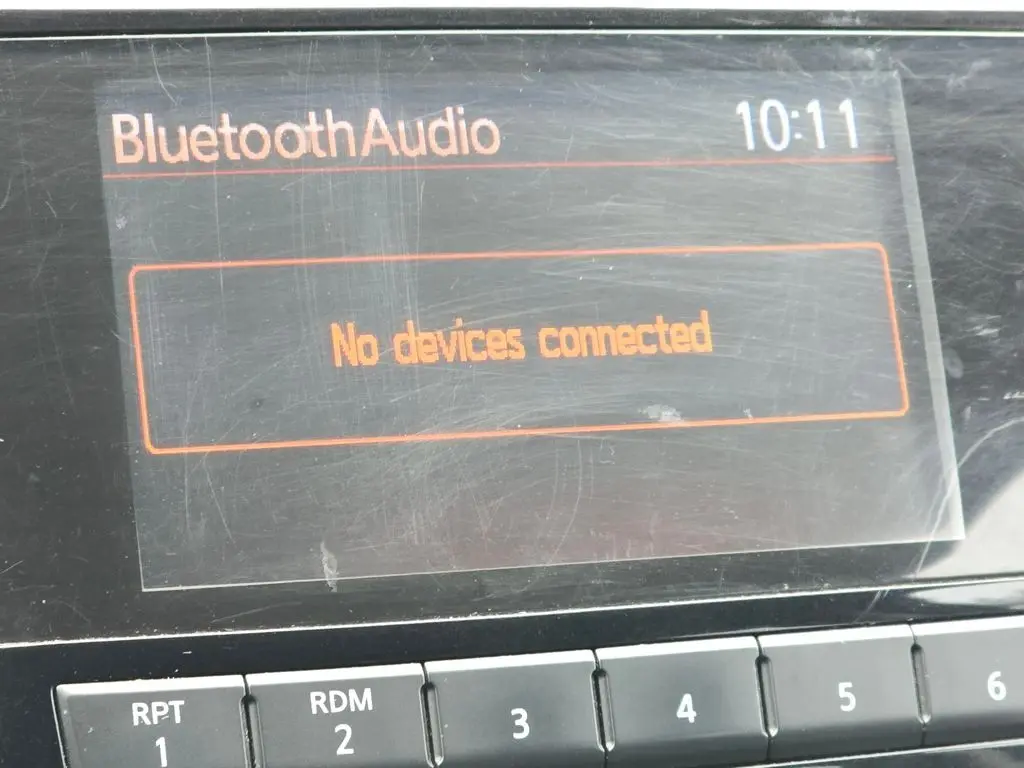 BluetoothAudio 10:11
No devices connected
RPT RDM
1 2 3 4 5 6